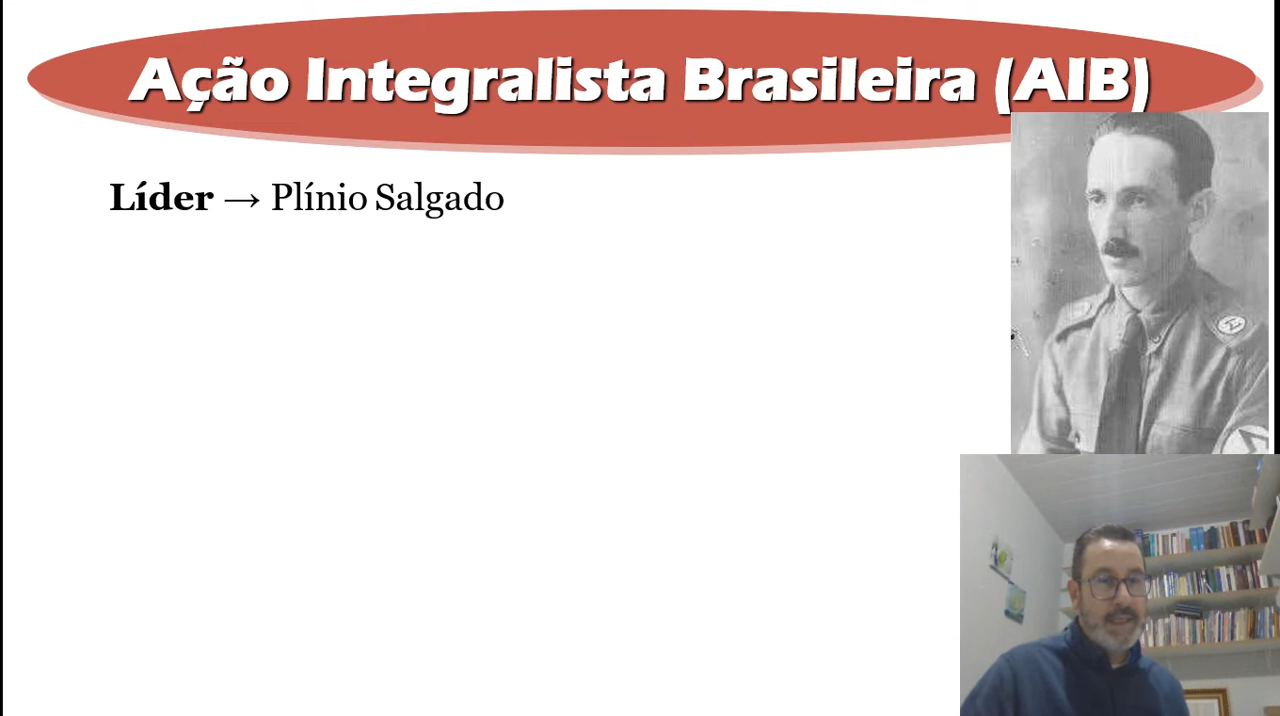 Ação Integralista Brasileira (AIB)
Líder → Plínio Salgado